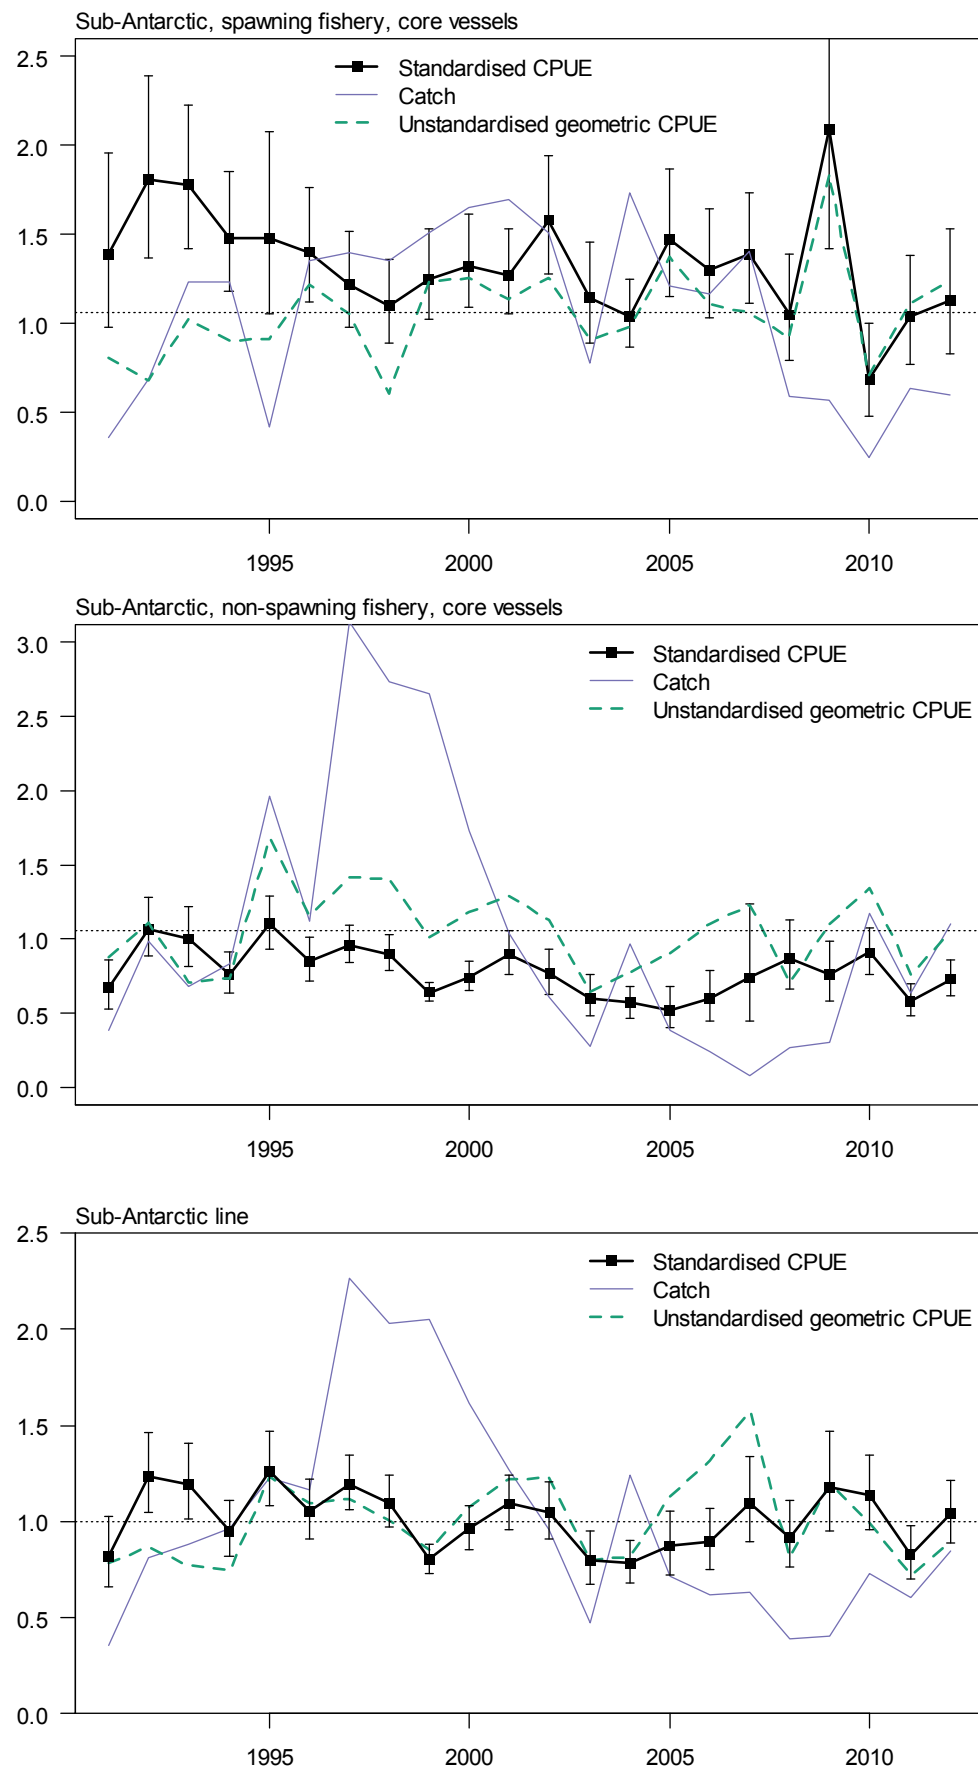 Sub-Antarctic, spawning fishery, core vessels
2.5
2.0
1.5
1.0
0.5
0.0
Standardised CPUE
Catch
Unstandardised geometric CPUE
1995 2000 2005 2010
Sub-Antarctic, non-spawning fishery, core vessels
3.0
2.5
2.0
1.5
1.0
0.5
0.0
Standardised CPUE
Catch
Unstandardised geometric CPUE
1995 2000 2005 2010
Sub-Antarctic line
2.5
2.0
1.5
1.0
0.5
0.0
Standardised CPUE
Catch
Unstandardised geometric CPUE
1995 2000 2005 2010